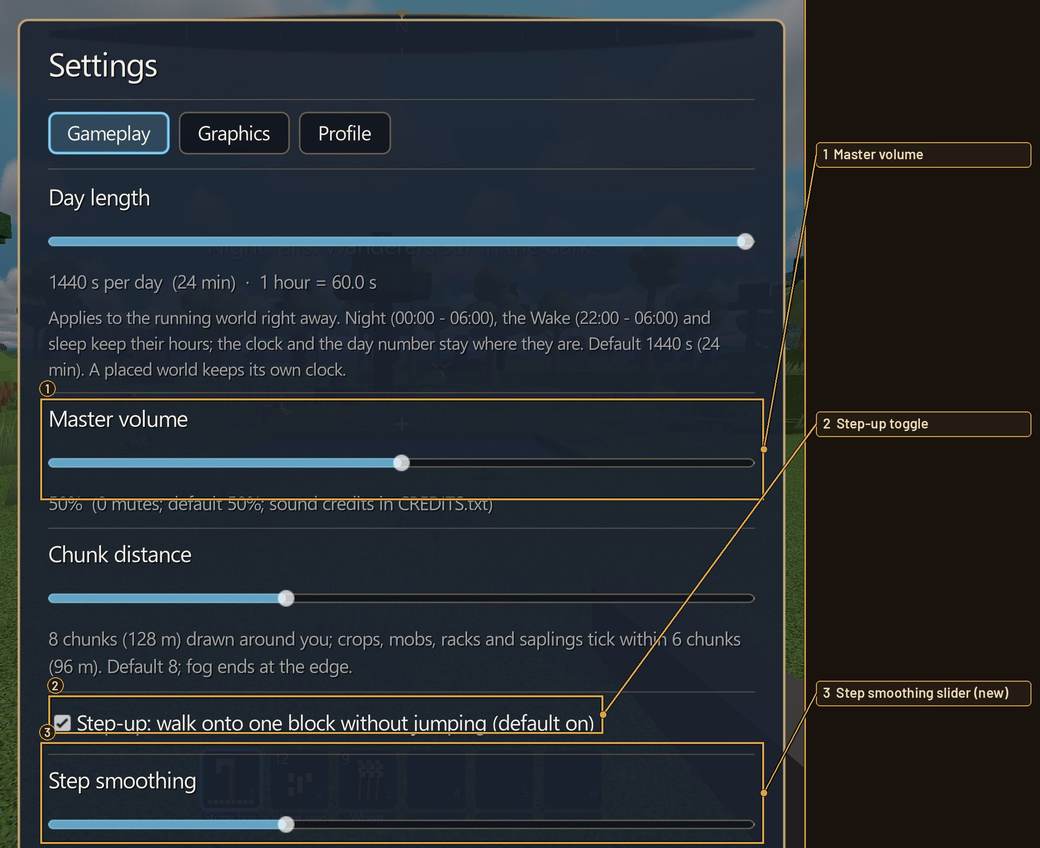 Settings
Gameplay Graphics Profile
Day length
1440 s per day (24 min) · 1 hour = 60.0 s
Applies to the running world right away. Night (00:00 - 06:00), the Wake (22:00 - 06:00) and
sleep keep their hours; the clock and the day number stay where they are. Default 1440 s (24
min). A placed world keeps its own clock.
1
Master volume
50% (0 mutes; default 50%; sound credits in CREDITS.txt)
Chunk distance
8 chunks (128 m) drawn around you; crops, mobs, racks and saplings tick within 6 chunks
(96 m). Default 8; fog ends at the edge.
2
Step-up: walk onto one block without jumping (default on)
3
Step smoothing
1 Master volume
2 Step-up toggle
3 Step smoothing slider (new)